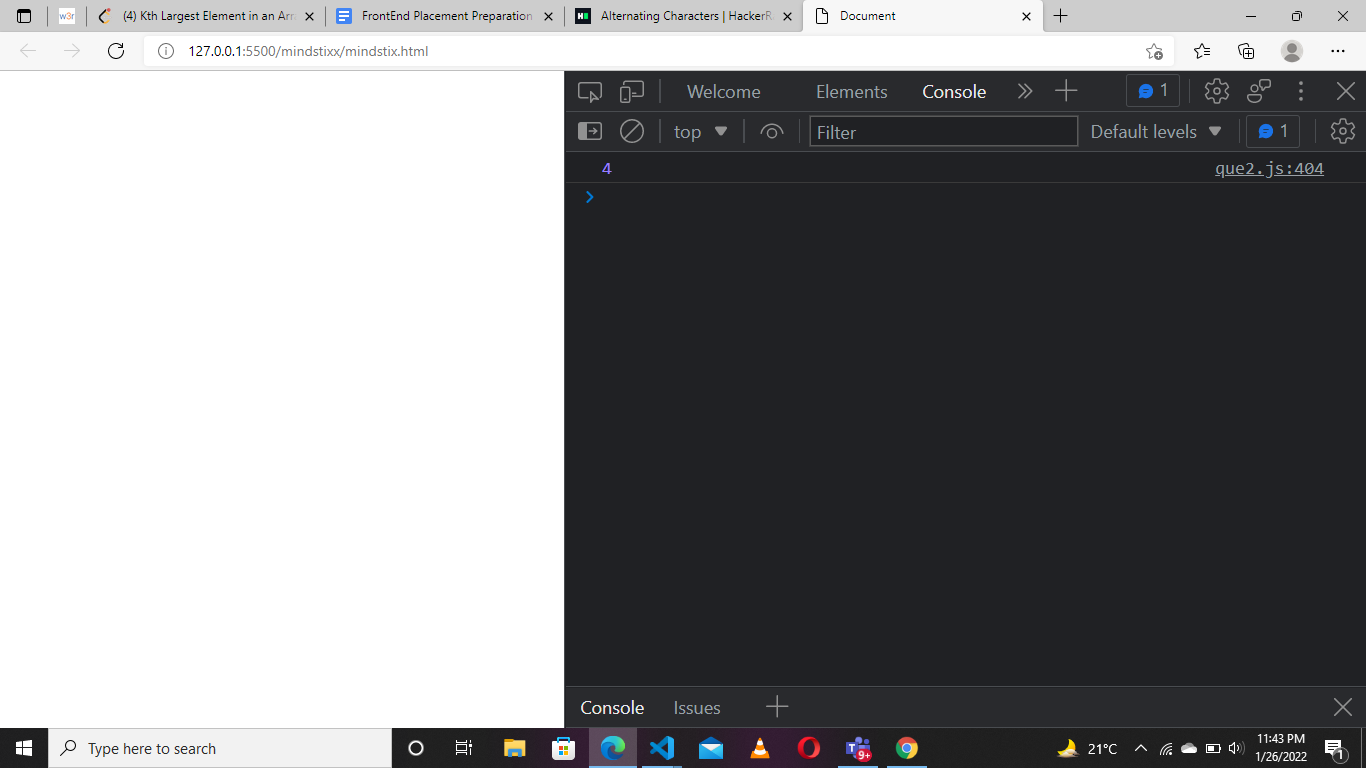 w3r (4) Kth Largest Element in an Arr FrontEnd Placement Preparation Alternating Characters | HackerR Document
127.0.0.1:5500/mindstixx/mindstix.html
Welcome Elements Console 1
top Filter Default levels 1
4 que2.js:404
Console Issues
Type here to search 9+ 21°C 11:43 PM
1/26/2022 1